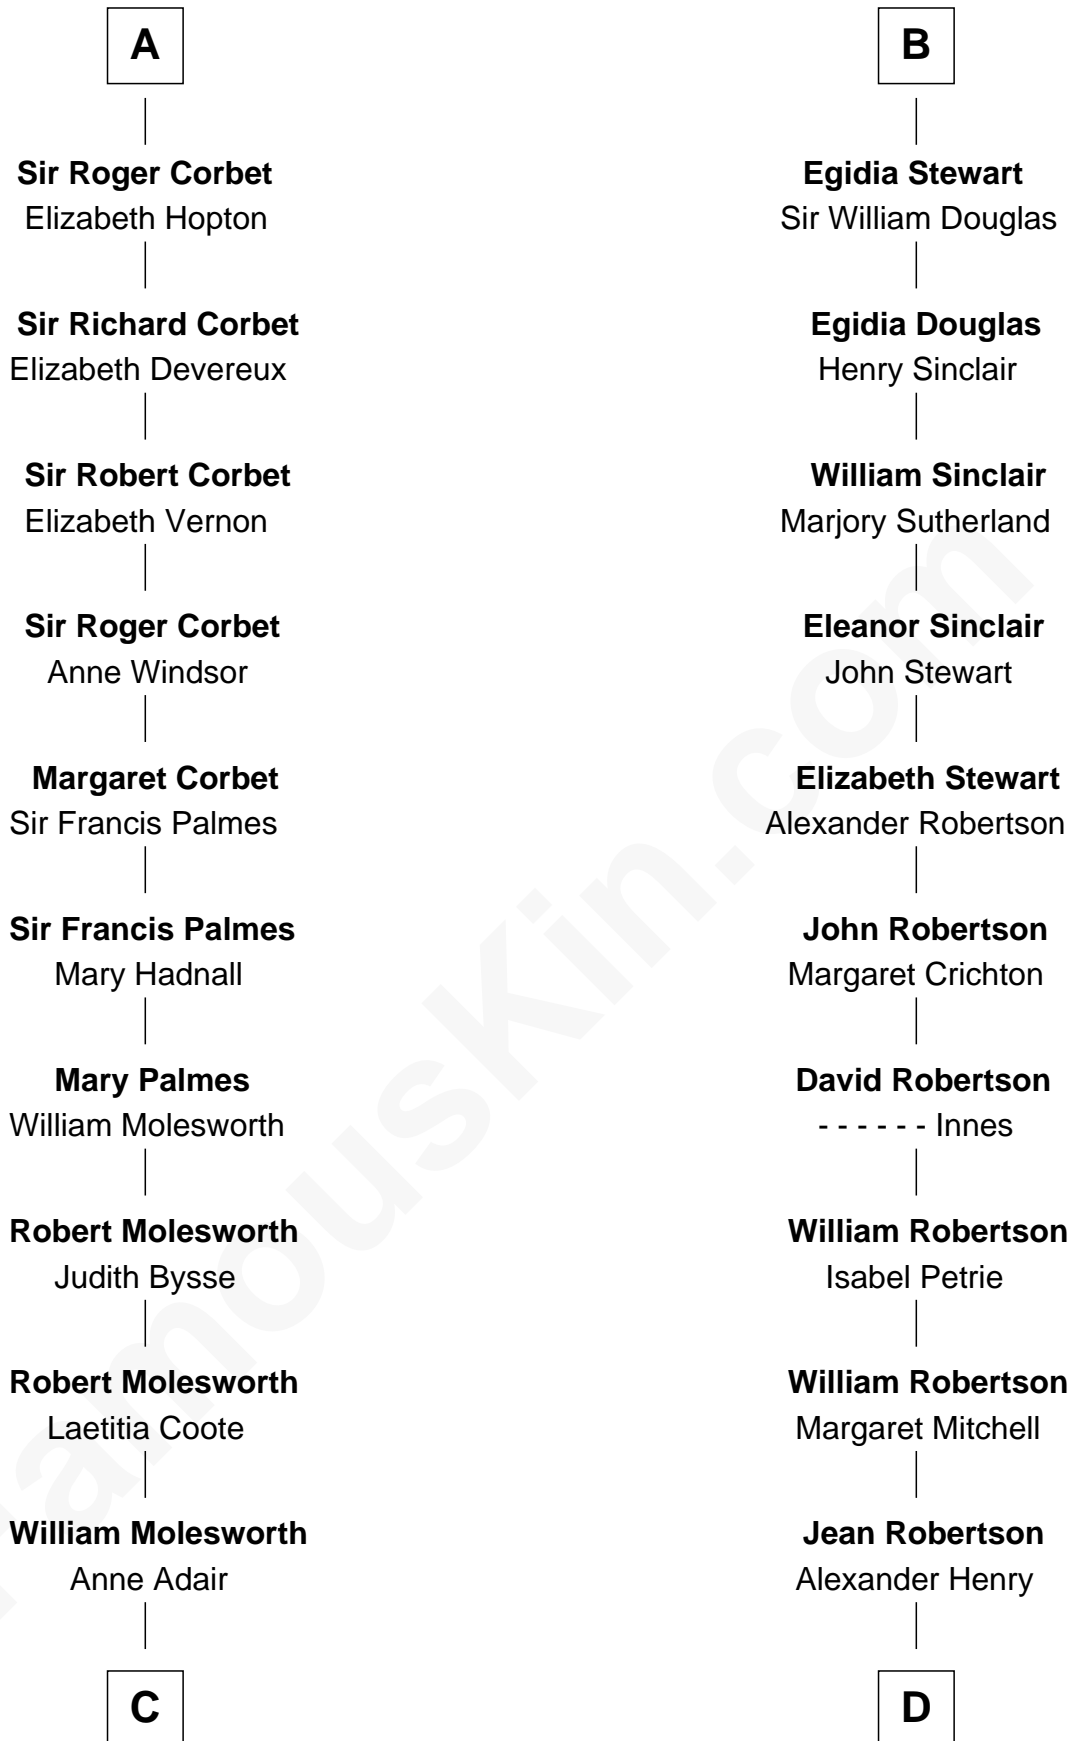 A
Sir Roger Corbet
Elizabeth Hopton
Sir Richard Corbet
Elizabeth Devereux
Sir Robert Corbet
Elizabeth Vernon
Sir Roger Corbet
Anne Windsor
Margaret Corbet
Sir Francis Palmes
Sir Francis Palmes
Mary Hadnall
Mary Palmes
William Molesworth
Robert Molesworth
Judith Bysse
Robert Molesworth
Laetitia Coote
William Molesworth
Anne Adair
C
B
Egidia Stewart
Sir William Douglas
Egidia Douglas
Henry Sinclair
William Sinclair
Marjory Sutherland
Eleanor Sinclair
John Stewart
Elizabeth Stewart
Alexander Robertson
John Robertson
Margaret Crichton
David Robertson
- - - - - - Innes
William Robertson
Isabel Petrie
William Robertson
Margaret Mitchell
Jean Robertson
Alexander Henry
D
FamousKin.com